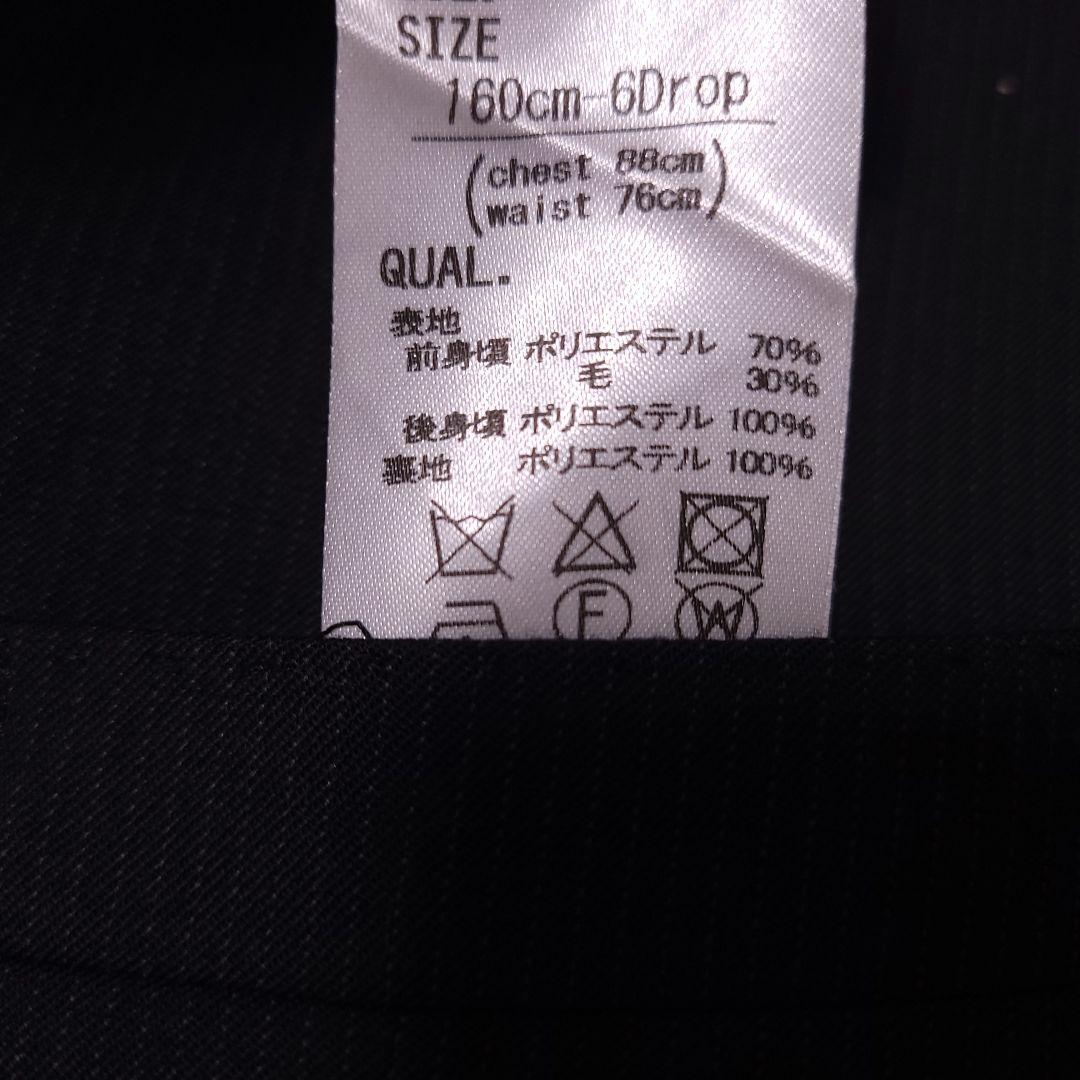 SIZE
160cm-6Drop
(chest 88cm
waist 76cm)
QUAL.
表地
前身頃 ポリエステル 70%
毛 30%
後身頃 ポリエステル 100%
裏地 ポリエステル 100%
F
W